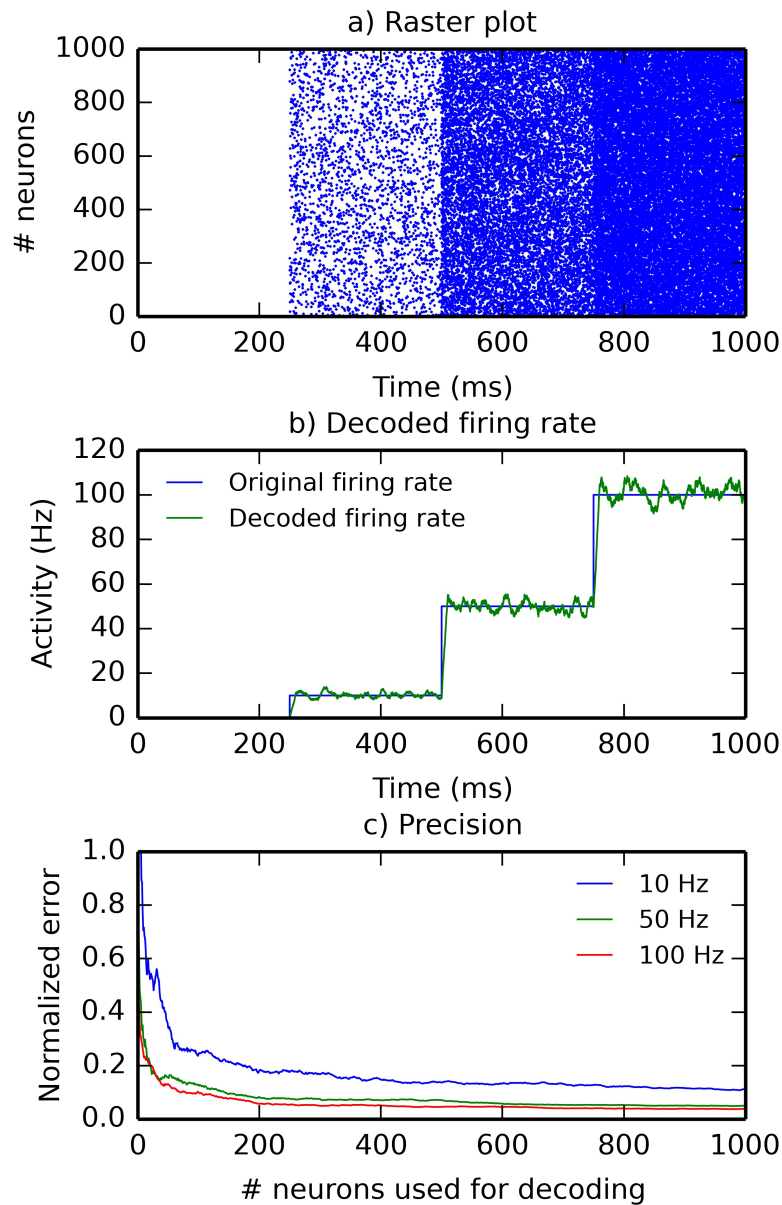 a) Raster plot
1000
800
600
400
200
0
# neurons
0 200 400 600 800 1000
Time (ms)
b) Decoded firing rate
120
100
80
60
40
20
0
Activity (Hz)
Original firing rate
Decoded firing rate
0 200 400 600 800 1000
Time (ms)
c) Precision
1.0
0.8
0.6
0.4
0.2
0.0
Normalized error
10 Hz
50 Hz
100 Hz
0 200 400 600 800 1000
# neurons used for decoding